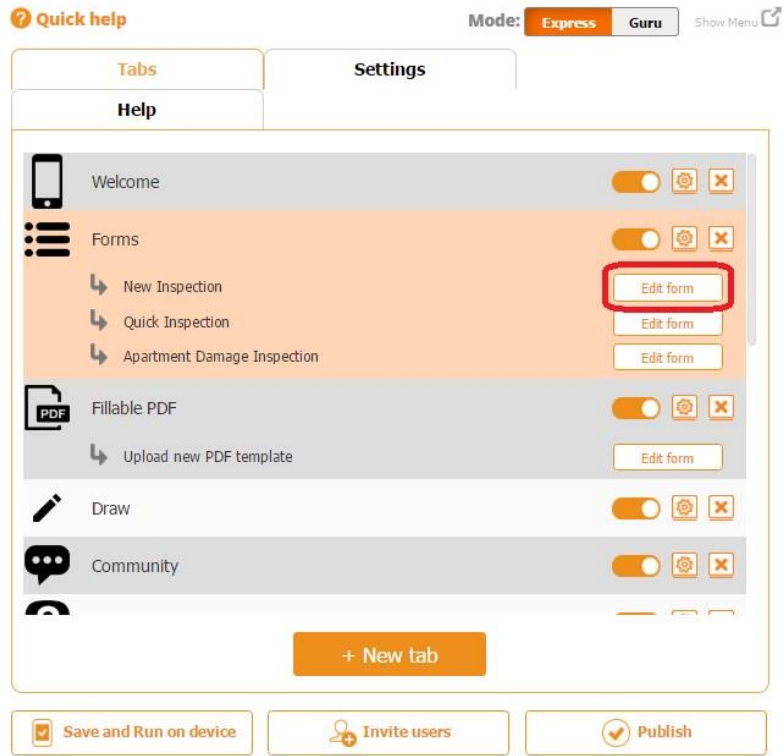 Quick help
Mode: Express Guru Show Menu
Tabs Settings
Help
Welcome
Forms
New Inspection Edit form
Quick Inspection Edit form
Apartment Damage Inspection Edit form
PDF Fillable PDF
Upload new PDF template Edit form
Draw
Community
+ New tab
Save and Run on device Invite users Publish